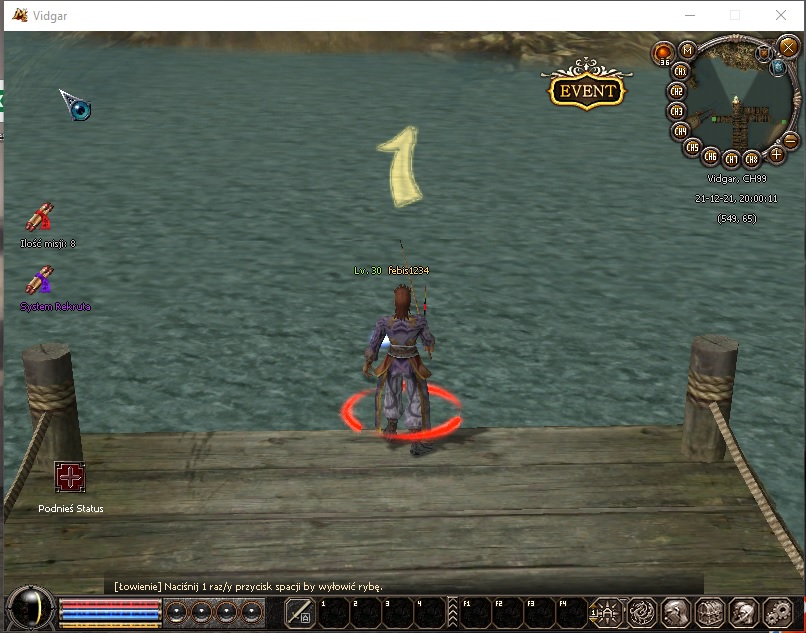 Vidgar
EVENT
36
M
CH1
CH2
CH3
CH4
CH5
CH6
CH7
CH8
Vidgar, CH99
21-12-21, 20:00:11
(549, 65)
1
Ilość misji: 8
System Rekruta
Lv. 30 febis1234
Podnieś Status
[Łowienie] Naciśnij 1 raz/y przycisk spacji by wyłowić rybę.
1 2 3 4 F1 F2 F3 F4